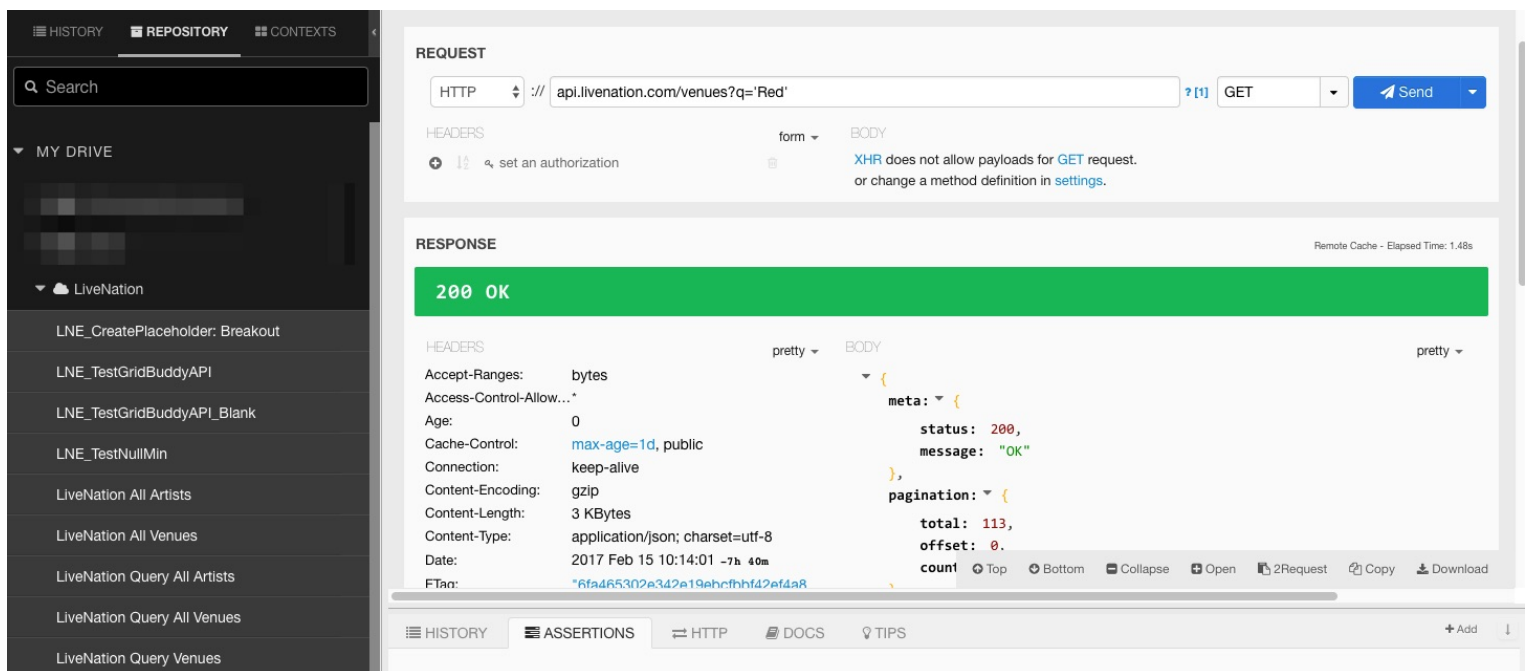 HISTORY REPOSITORY CONTEXTS
Search
MY DRIVE
LiveNation
LNE_CreatePlaceholder: Breakout
LNE_TestGridBuddyAPI
LNE_TestGridBuddyAPI_Blank
LNE_TestNullMin
LiveNation All Artists
LiveNation All Venues
LiveNation Query All Artists
LiveNation Query All Venues
LiveNation Query Venues
REQUEST
HTTP :// api.livenation.com/venues?q='Red' ? [1] GET Send
HEADERS form
set an authorization
BODY
XHR does not allow payloads for GET request.
or change a method definition in settings.
RESPONSE
Remote Cache - Elapsed Time: 1.48s
200 OK
HEADERS pretty
Accept-Ranges: bytes
Access-Control-Allow...*
Age: 0
Cache-Control: max-age=1d, public
Connection: keep-alive
Content-Encoding: gzip
Content-Length: 3 KBytes
Content-Type: application/json; charset=utf-8
Date: 2017 Feb 15 10:14:01 -7h 40m
ETag: "6fa465302e342e19ebcfbbf42ef4a8
BODY pretty
{
meta: {
status: 200,
message: "OK"
},
pagination: {
total: 113,
offset: 0,
count
Top Bottom Collapse Open 2Request Copy Download
HISTORY ASSERTIONS HTTP DOCS TIPS + Add